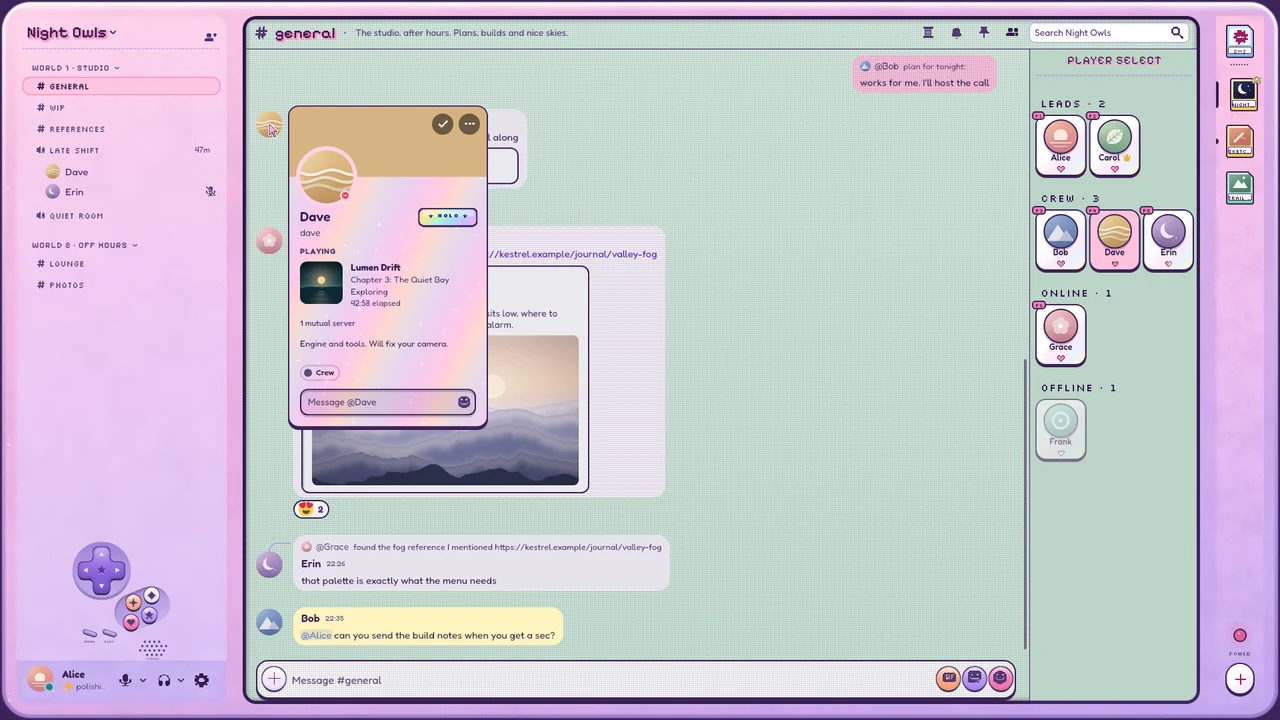 Night Owls
WORLD 1 · STUDIO
# GENERAL
# WIP
# REFERENCES
LATE SHIFT
47m
Dave
Erin
QUIET ROOM
WORLD 2 · OFF HOURS
# LOUNGE
# PHOTOS
Alice
polishi...
# general · The studio, after hours. Plans, builds and nice skies.
Search Night Owls
@Bob plan for tonight:
works for me. I'll host the call
l along
://kestrel.example/journal/valley-fog
sits low, where to
alarm.
2
Dave
HOLO
dave
PLAYING
Lumen Drift
Chapter 3: The Quiet Bay
Exploring
42:58 elapsed
1 mutual server
Engine and tools. Will fix your camera.
Crew
Message @Dave
@Grace found the fog reference I mentioned https://kestrel.example/journal/valley-fog
Erin 22:26
that palette is exactly what the menu needs
Bob 22:35
@Alice can you send the build notes when you get a sec?
Message #general
PLAYER SELECT
LEADS · 2
Alice
Carol
CREW · 3
Bob
Dave
Erin
ONLINE · 1
Grace
OFFLINE · 1
Frank
POWER